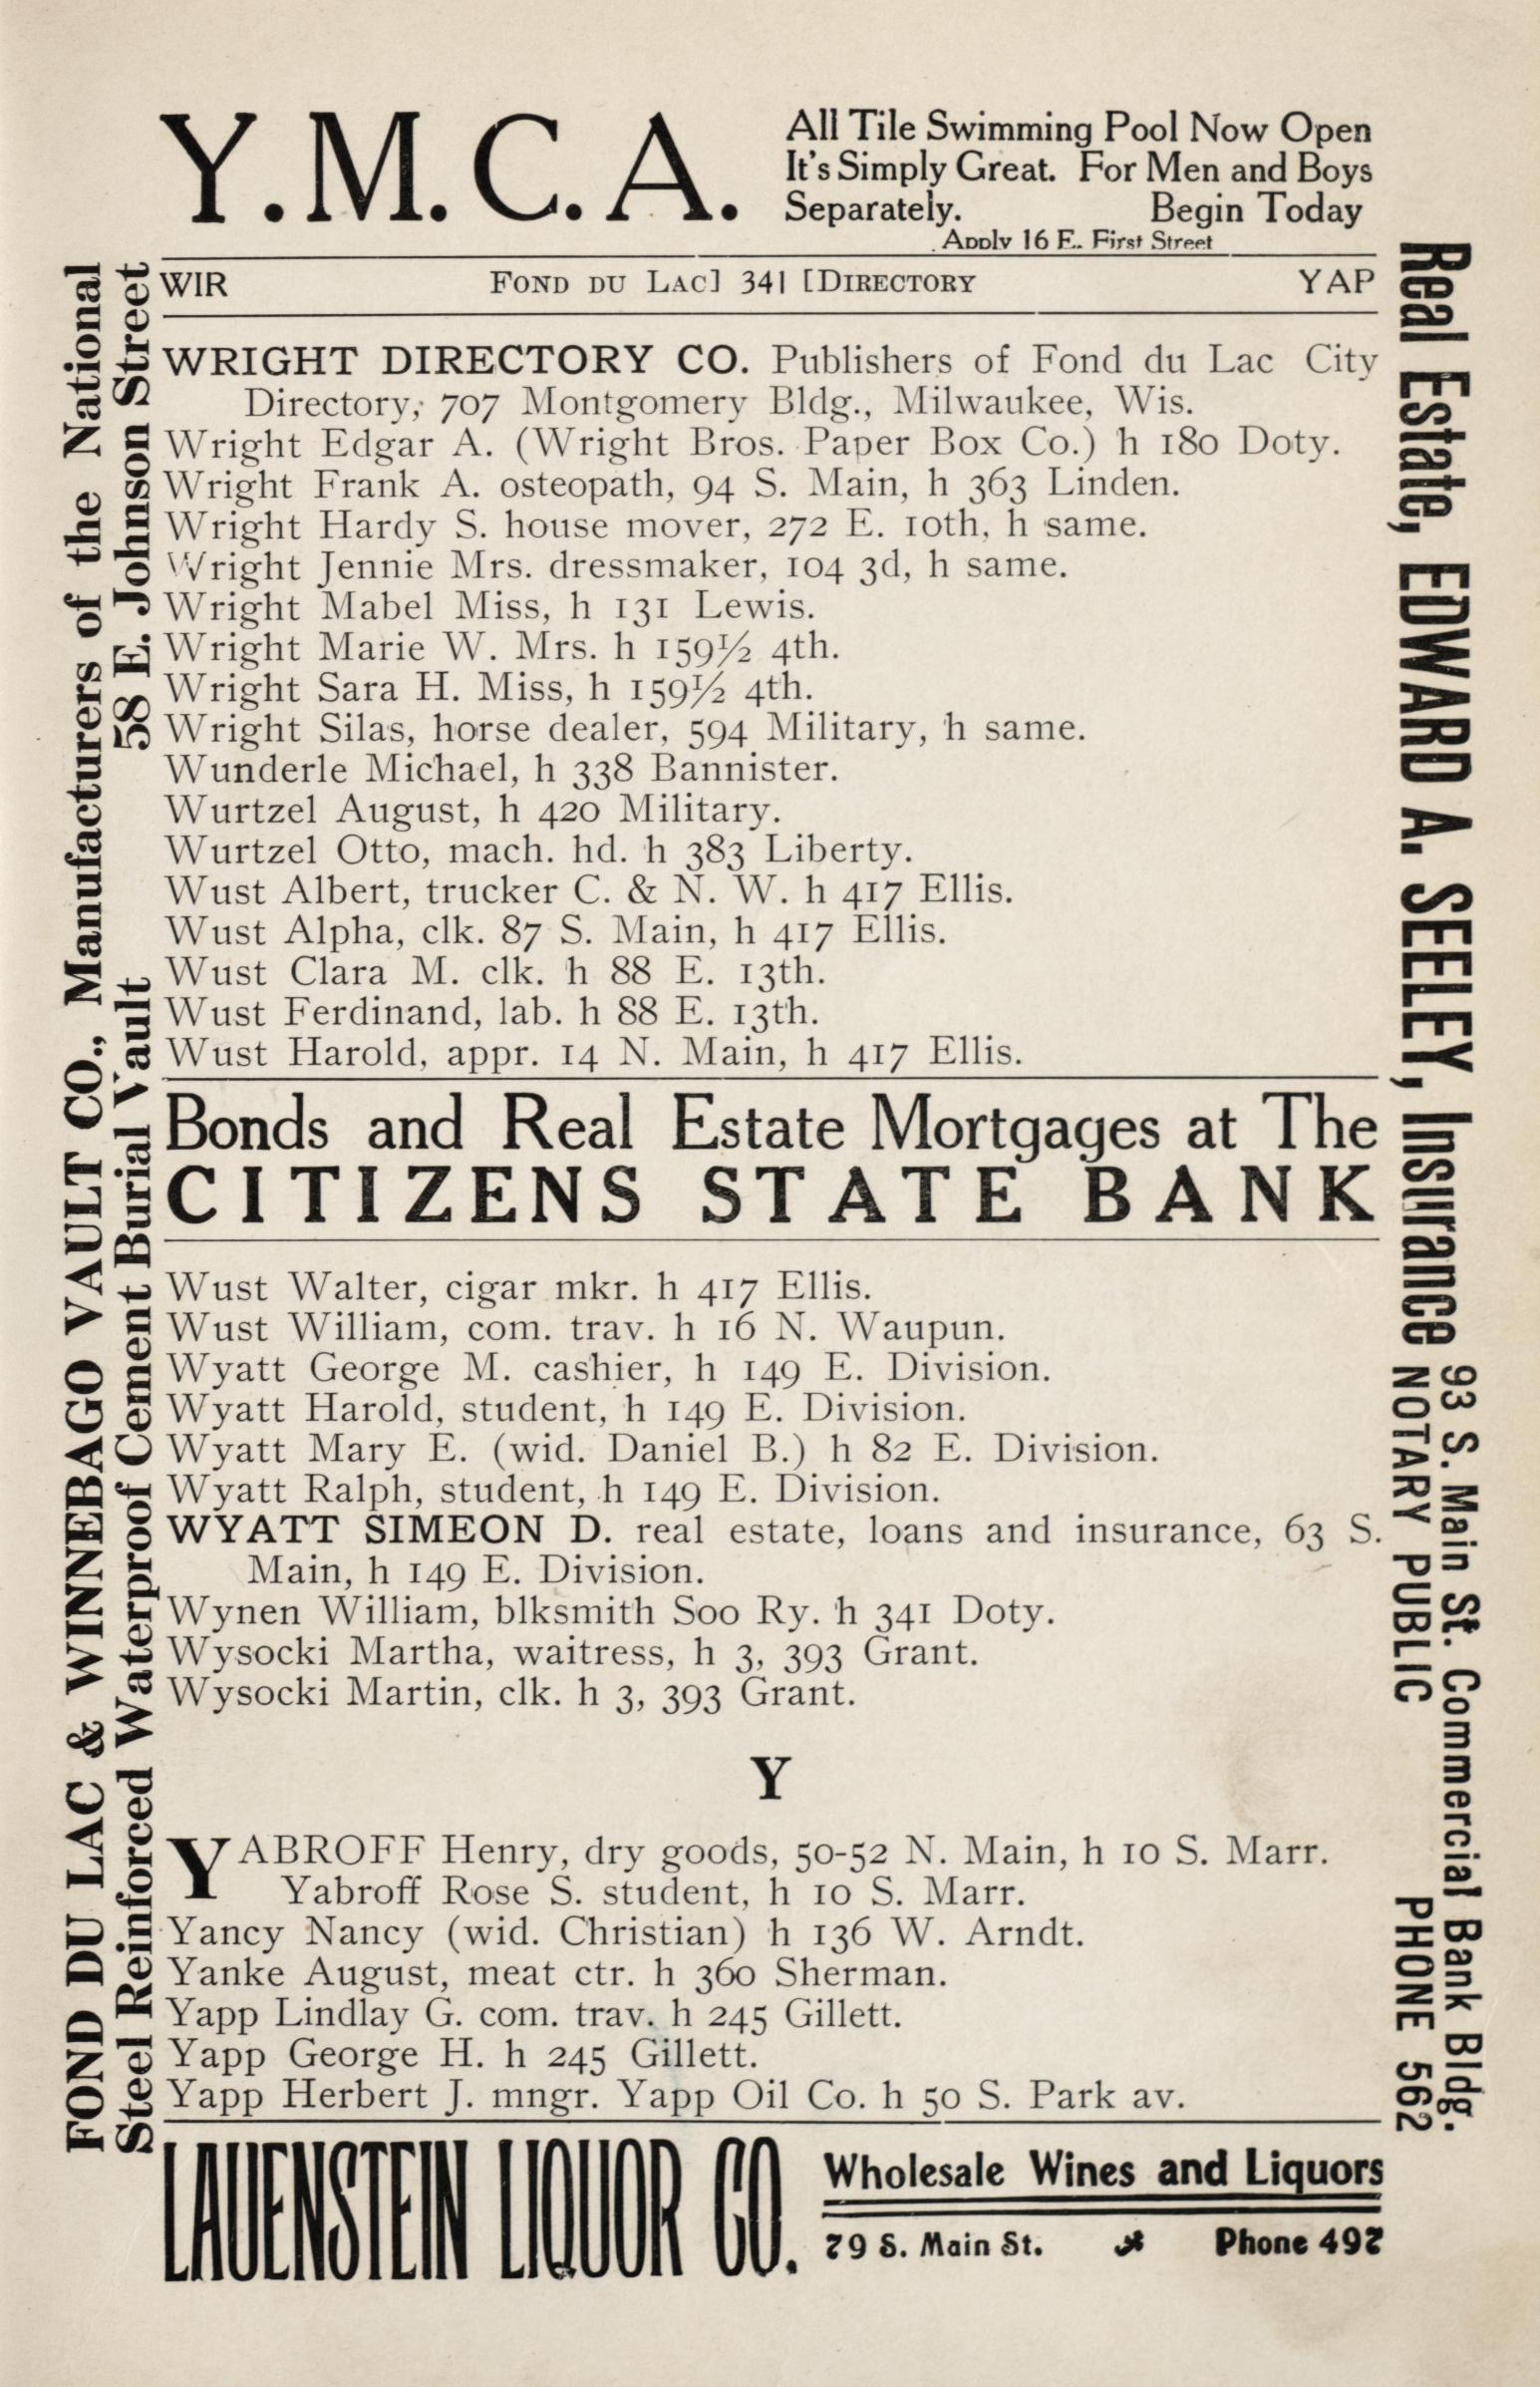 Y.M.C.A.
All Tile Swimming Pool Now Open
It's Simply Great. For Men and Boys
Separately. Begin Today
Apply 16 E. First Street
WIR FOND DU LAC] 341 [DIRECTORY YAP
WRIGHT DIRECTORY CO. Publishers of Fond du Lac City
Directory, 707 Montgomery Bldg., Milwaukee, Wis.
Wright Edgar A. (Wright Bros. Paper Box Co.) h 180 Doty.
Wright Frank A. osteopath, 94 S. Main, h 363 Linden.
Wright Hardy S. house mover, 272 E. 10th, h same.
Wright Jennie Mrs. dressmaker, 104 3d, h same.
Wright Mabel Miss, h 131 Lewis.
Wright Marie W. Mrs. h 159½ 4th.
Wright Sara H. Miss, h 159½ 4th.
Wright Silas, horse dealer, 594 Military, h same.
Wunderle Michael, h 338 Bannister.
Wurtzel August, h 420 Military.
Wurtzel Otto, mach. hd. h 383 Liberty.
Wust Albert, trucker C. & N. W. h 417 Ellis.
Wust Alpha, clk. 87 S. Main, h 417 Ellis.
Wust Clara M. clk. h 88 E. 13th.
Wust Ferdinand, lab. h 88 E. 13th.
Wust Harold, appr. 14 N. Main, h 417 Ellis.
Bonds and Real Estate Mortgages at The
CITIZENS STATE BANK
Wust Walter, cigar mkr. h 417 Ellis.
Wust William, com. trav. h 16 N. Waupun.
Wyatt George M. cashier, h 149 E. Division.
Wyatt Harold, student, h 149 E. Division.
Wyatt Mary E. (wid. Daniel B.) h 82 E. Division.
Wyatt Ralph, student, h 149 E. Division.
WYATT SIMEON D. real estate, loans and insurance, 63 S.
Main, h 149 E. Division.
Wynen William, blksmith Soo Ry. h 341 Doty.
Wysocki Martha, waitress, h 3, 393 Grant.
Wysocki Martin, clk. h 3, 393 Grant.
Y
YABROFF Henry, dry goods, 50-52 N. Main, h 10 S. Marr.
Yabroff Rose S. student, h 10 S. Marr.
Yancy Nancy (wid. Christian) h 136 W. Arndt.
Yanke August, meat ctr. h 360 Sherman.
Yapp Lindlay G. com. trav. h 245 Gillett.
Yapp George H. h 245 Gillett.
Yapp Herbert J. mngr. Yapp Oil Co. h 50 S. Park av.
LAUENSTEIN LIQUOR CO.
Wholesale Wines and Liquors
79 S. Main St. Phone 492
FOND DU LAC & WINNEBAGO VAULT CO., Manufacturers of the National
Steel Reinforced Waterproof Cement Burial Vault 58 E. Johnson Street
Real Estate, EDWARD A. SEELEY, Insurance
93 S. Main St. Commercial Bank Bldg.
NOTARY PUBLIC PHONE 562